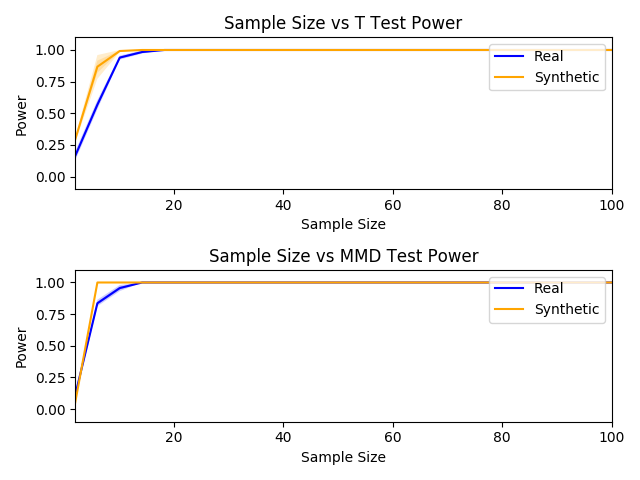 Sample Size vs T Test Power
1.00
0.75
0.50
0.25
0.00
Power
Real
Synthetic
20 40 60 80 100
Sample Size
Sample Size vs MMD Test Power
1.00
0.75
0.50
0.25
0.00
Power
Real
Synthetic
20 40 60 80 100
Sample Size